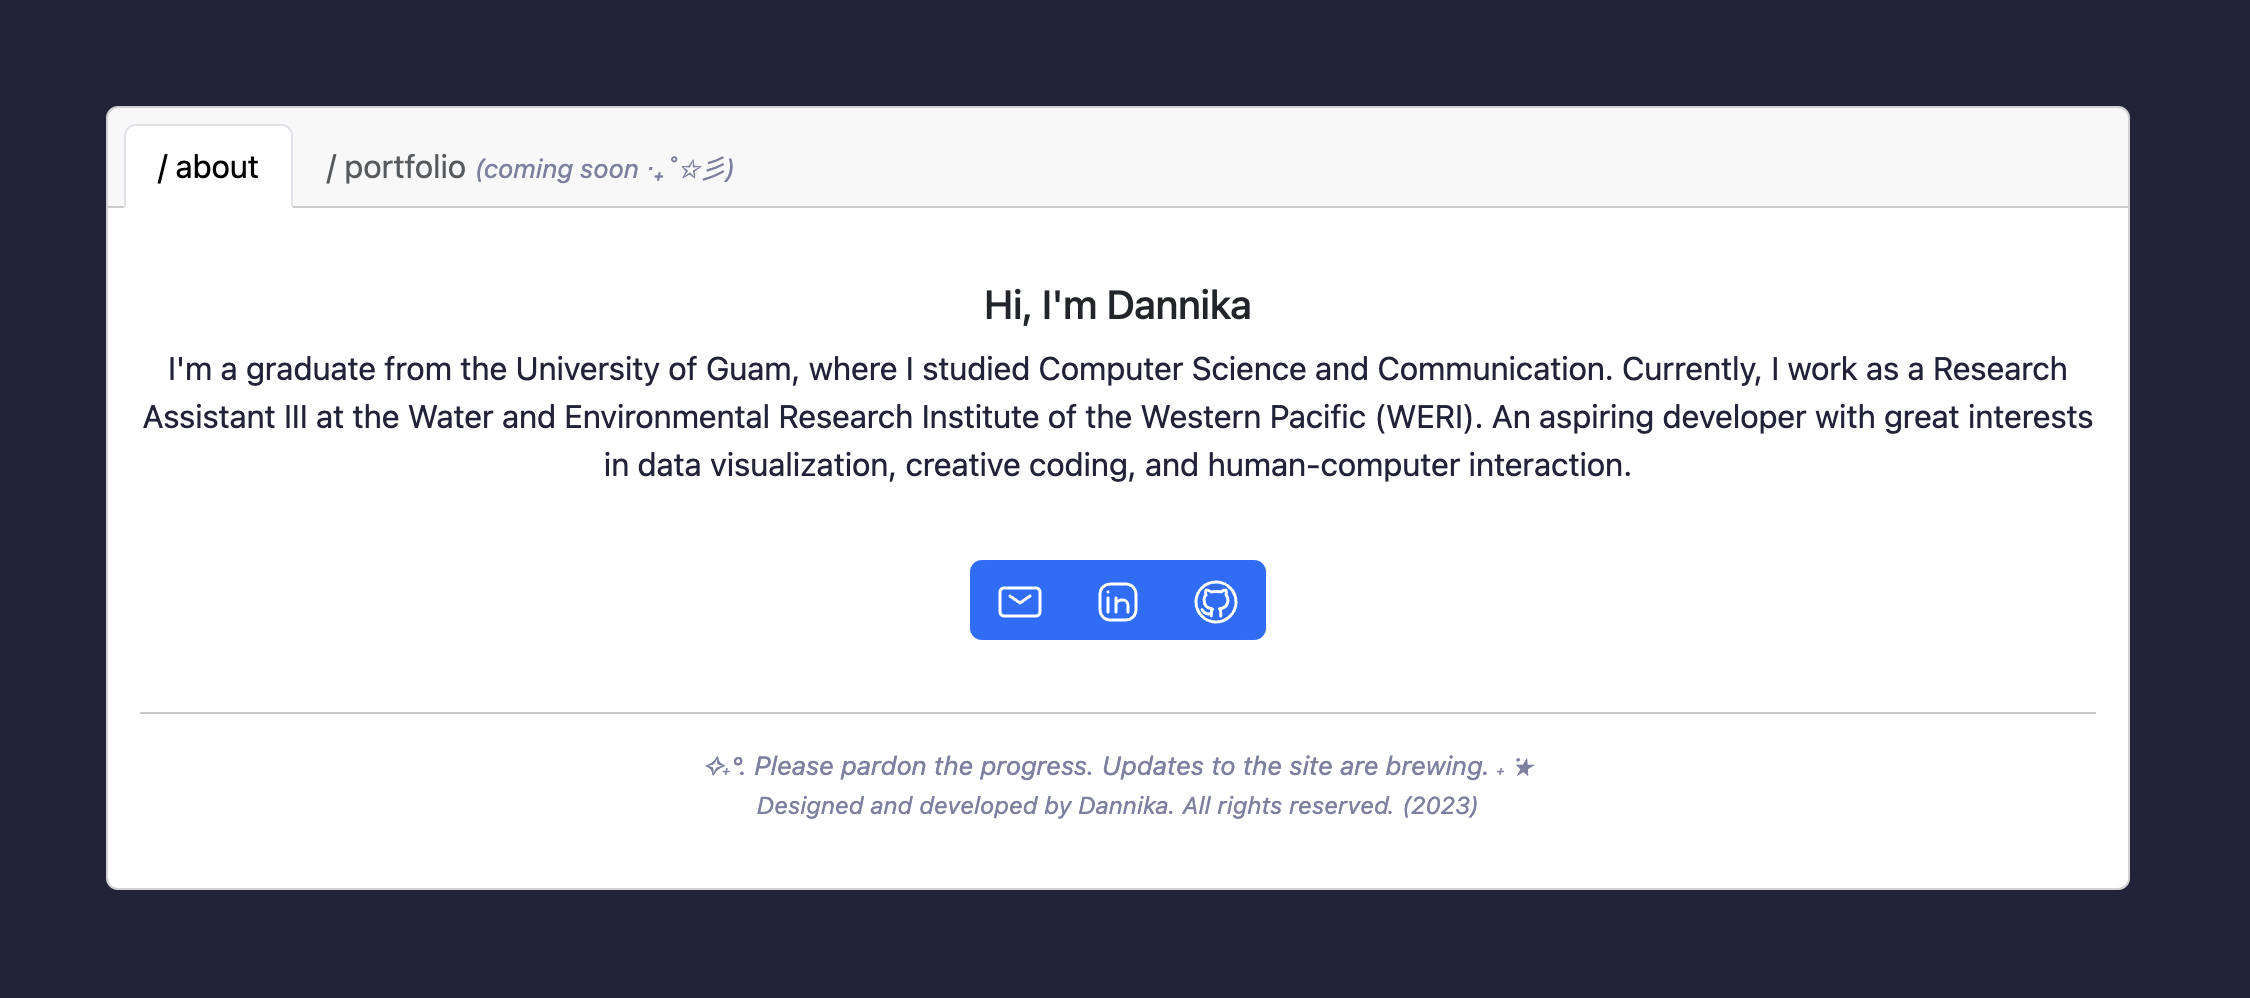 / about
/ portfolio (coming soon ‧₊˚☆彡)
Hi, I'm Dannika
I'm a graduate from the University of Guam, where I studied Computer Science and Communication. Currently, I work as a Research
Assistant III at the Water and Environmental Research Institute of the Western Pacific (WERI). An aspiring developer with great interests
in data visualization, creative coding, and human-computer interaction.
in
✧˖°. Please pardon the progress. Updates to the site are brewing. ˖ ★
Designed and developed by Dannika. All rights reserved. (2023)